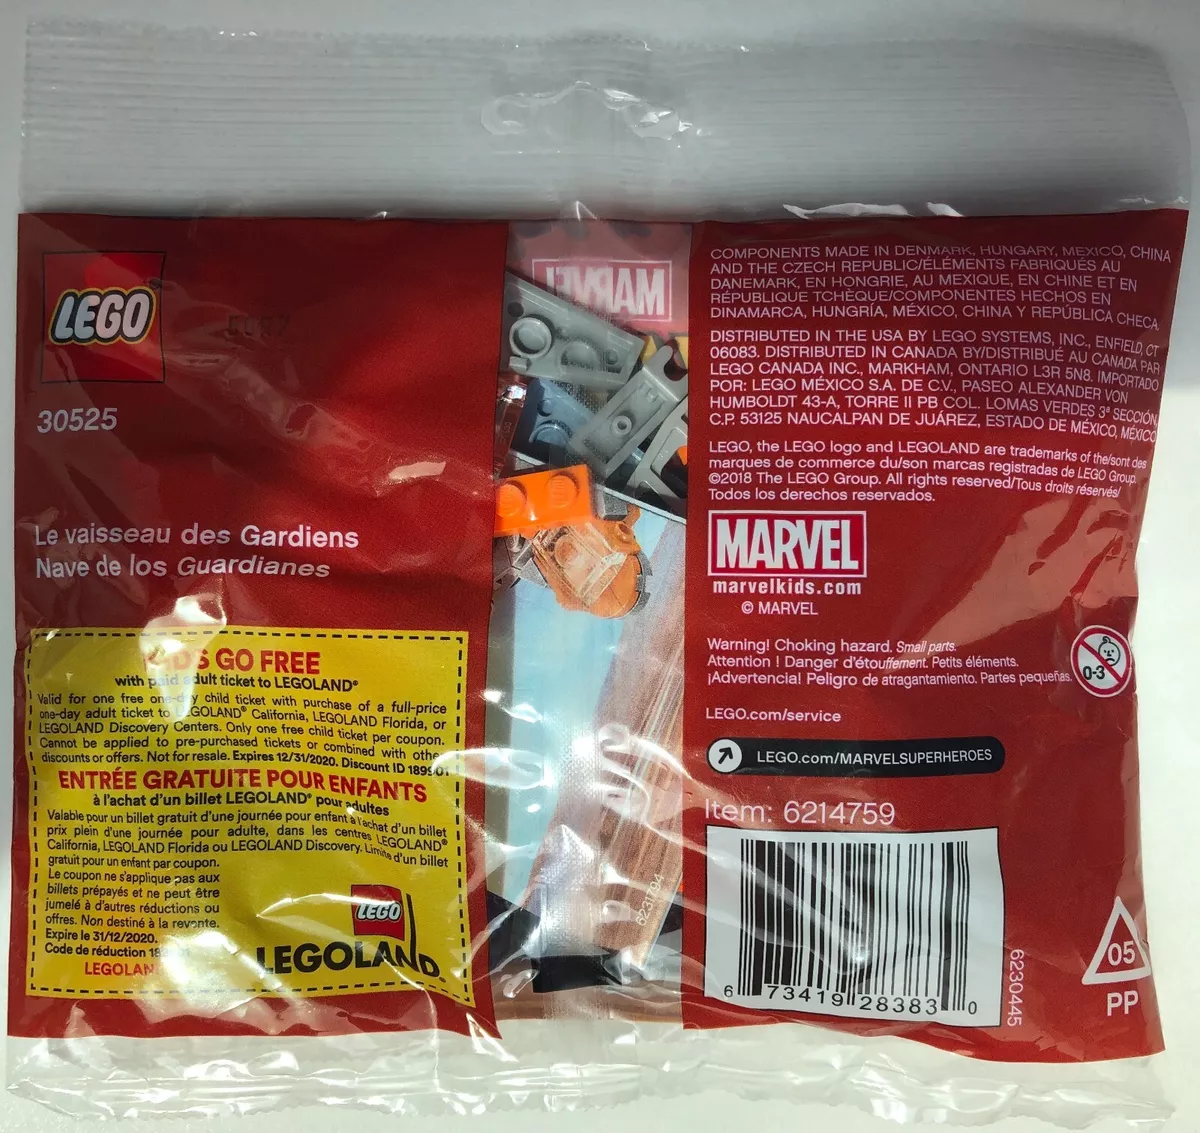 LEGO
30525
Le vaisseau des Gardiens
Nave de los Guardianes
KIDS GO FREE
with paid adult ticket to LEGOLAND®
Valid for one free one-day child ticket with purchase of a full-price
one-day adult ticket to LEGOLAND® California, LEGOLAND Florida, or
LEGOLAND Discovery Centers. Only one free child ticket per coupon.
Cannot be applied to pre-purchased tickets or combined with other
discounts or offers. Not for resale. Expires 12/31/2020. Discount ID 189901
ENTRÉE GRATUITE POUR ENFANTS
à l'achat d'un billet LEGOLAND® pour adultes
Valable pour un billet gratuit d'une journée pour enfant à l'achat d'un billet
prix plein d'une journée pour adulte, dans les centres LEGOLAND®
California, LEGOLAND Florida ou LEGOLAND Discovery. Limite d'un billet
gratuit pour un enfant par coupon.
Le coupon ne s'applique pas aux
billets prépayés et ne peut être
jumelé à d'autres réductions ou
offres. Non destiné à la revente.
Expire le 31/12/2020.
Code de réduction
LEGO
LEGOLAND
MARVEL
6231794
COMPONENTS MADE IN DENMARK, HUNGARY, MEXICO, CHINA
AND THE CZECH REPUBLIC/ÉLÉMENTS FABRIQUÉS AU
DANEMARK, EN HONGRIE, AU MEXIQUE, EN CHINE ET EN
RÉPUBLIQUE TCHÈQUE/COMPONENTES HECHOS EN
DINAMARCA, HUNGRÍA, MÉXICO, CHINA Y REPÚBLICA CHECA.
DISTRIBUTED IN THE USA BY LEGO SYSTEMS, INC., ENFIELD, CT
06083. DISTRIBUTED IN CANADA BY/DISTRIBUÉ AU CANADA PAR
LEGO CANADA INC., MARKHAM, ONTARIO L3R 5N8. IMPORTADO
POR: LEGO MÉXICO S.A. DE C.V., PASEO ALEXANDER VON
HUMBOLDT 43-A, TORRE II PB COL. LOMAS VERDES 3ª SECCIÓN,
C.P. 53125 NAUCALPAN DE JUÁREZ, ESTADO DE MÉXICO, MÉXICO
LEGO, the LEGO logo and LEGOLAND are trademarks of the/sont des
marques de commerce du/son marcas registradas de LEGO Group.
©2018 The LEGO Group. All rights reserved/Tous droits réservés/
Todos los derechos reservados.
MARVEL
marvelkids.com
© MARVEL
Warning! Choking hazard. Small parts.
Attention ! Danger d'étouffement. Petits éléments.
¡Advertencia! Peligro de atragantamiento. Partes pequeñas.
0-3
LEGO.com/service
LEGO.com/MARVELSUPERHEROES
Item: 6214759
6 73419 28383 0
6230445
05
PP